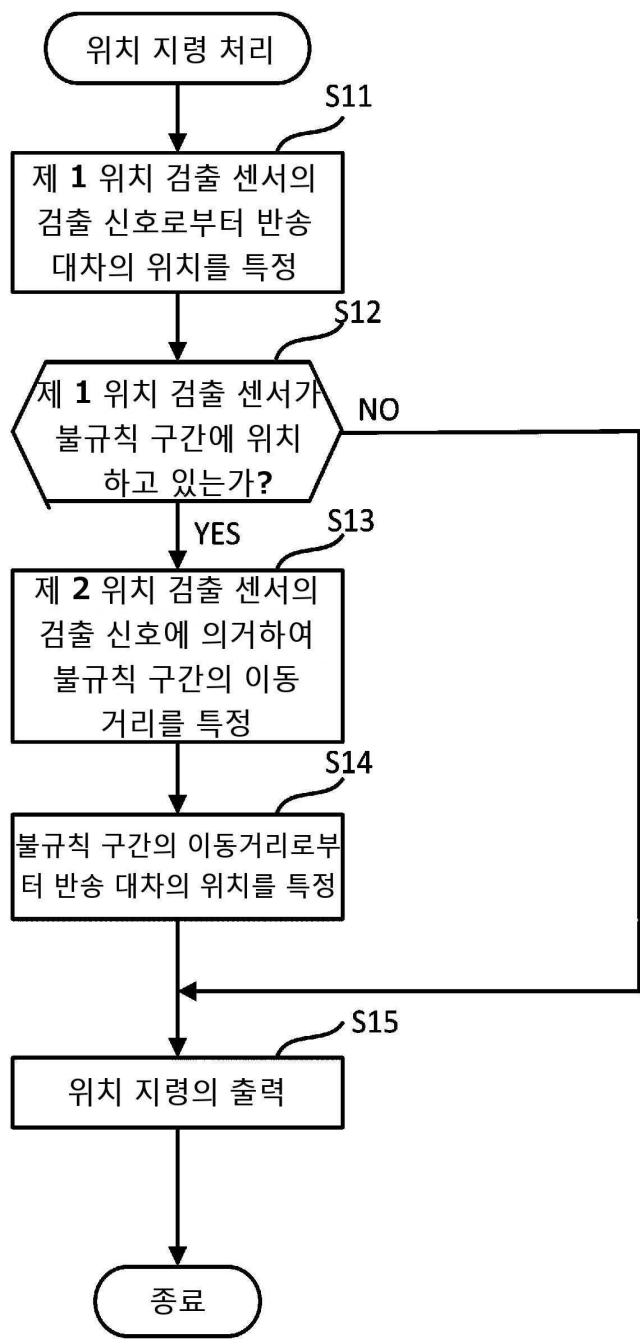 위치 지령 처리
S11
제 1 위치 검출 센서의
검출 신호로부터 반송
대차의 위치를 특정
S12
제 1 위치 검출 센서가
불규칙 구간에 위치
하고 있는가?
NO
YES
S13
제 2 위치 검출 센서의
검출 신호에 의거하여
불규칙 구간의 이동
거리를 특정
S14
불규칙 구간의 이동거리로부
터 반송 대차의 위치를 특정
S15
위치 지령의 출력
종료